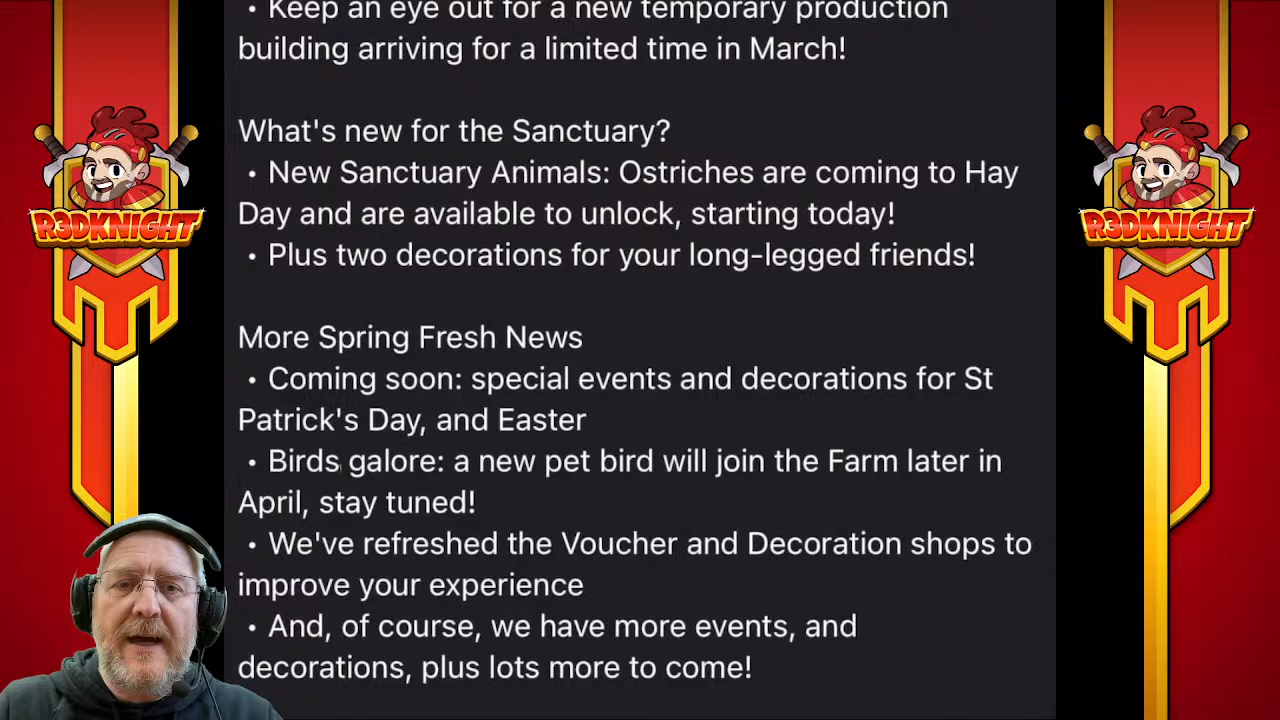 • Keep an eye out for a new temporary production
building arriving for a limited time in March!
What's new for the Sanctuary?
• New Sanctuary Animals: Ostriches are coming to Hay
Day and are available to unlock, starting today!
• Plus two decorations for your long-legged friends!
More Spring Fresh News
• Coming soon: special events and decorations for St
Patrick's Day, and Easter
• Birds galore: a new pet bird will join the Farm later in
April, stay tuned!
• We've refreshed the Voucher and Decoration shops to
improve your experience
• And, of course, we have more events, and
decorations, plus lots more to come!
R3DKNIGHT
R3DKNIGHT